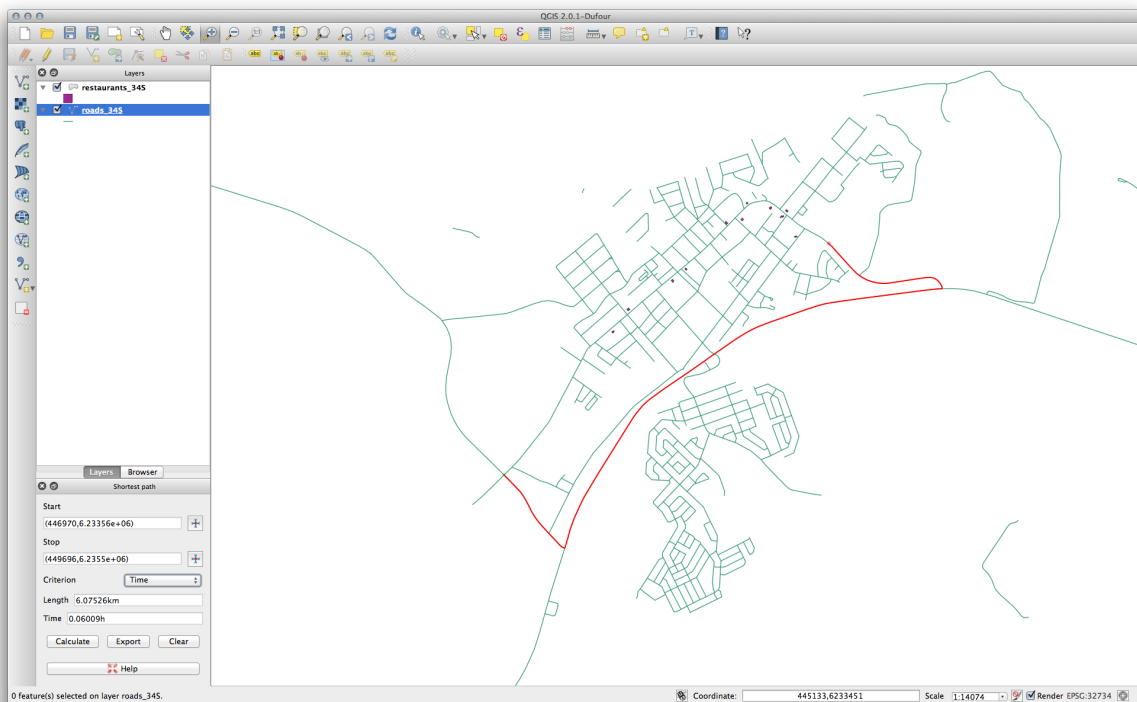 QGIS 2.0.1-Dufour
Layers
restaurants_34S
roads_34S
Layers Browser
Shortest path
Start
(446970,6.23356e+06)
Stop
(449696,6.2355e+06)
Criterion Time
Length 6.07526km
Time 0.06009h
Calculate Export Clear
Help
0 feature(s) selected on layer roads_34S.
Coordinate: 445133,6233451 Scale 1:14074 Render EPSG:32734